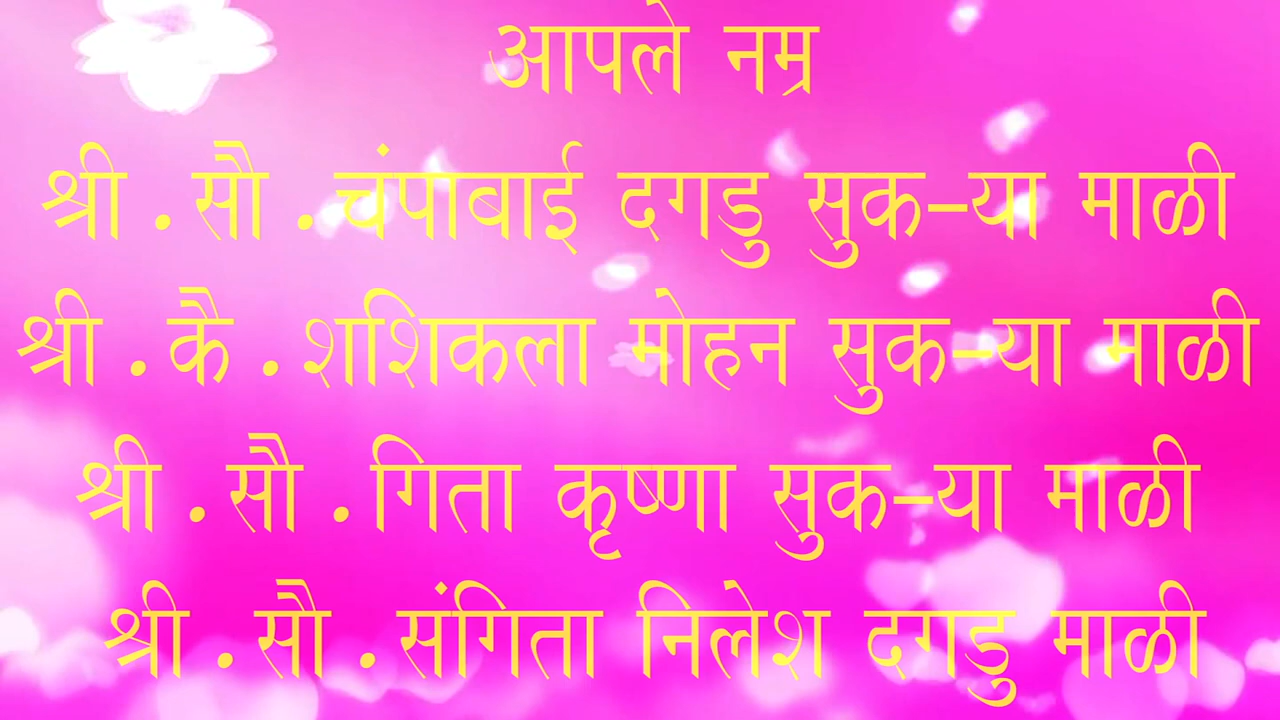 आपले नम्र
श्री . सौ . चंपाबाई दगडु सुक-या माळी
श्री . कै . शशिकला मोहन सुक-या माळी
श्री . सौ . गिता कृष्णा सुक-या माळी
श्री . सौ . संगिता निलेश दगडु माळी